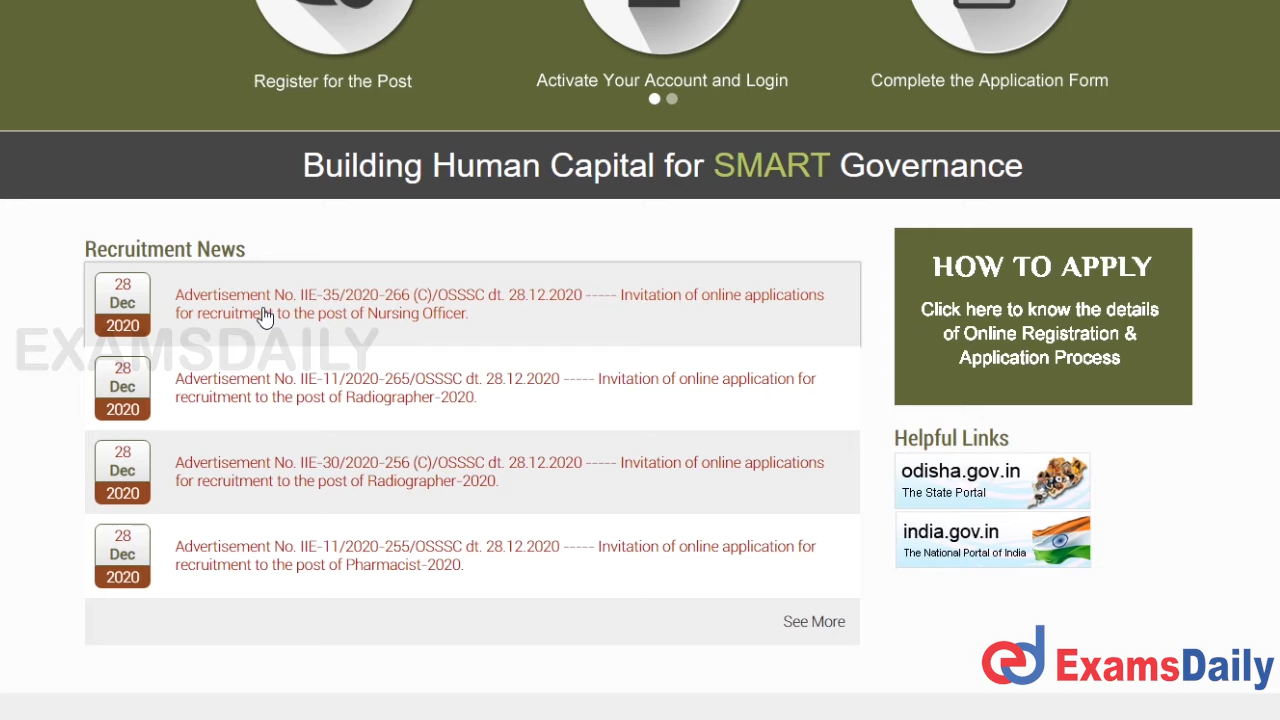 Register for the Post
Activate Your Account and Login
Complete the Application Form
Building Human Capital for SMART Governance
Recruitment News
28
Dec
2020
Advertisement No. IIE-35/2020-266 (C)/OSSSC dt. 28.12.2020 ----- Invitation of online applications
for recruitment to the post of Nursing Officer.
28
Dec
2020
Advertisement No. IIE-11/2020-265/OSSSC dt. 28.12.2020 ----- Invitation of online application for
recruitment to the post of Radiographer-2020.
28
Dec
2020
Advertisement No. IIE-30/2020-256 (C)/OSSSC dt. 28.12.2020 ----- Invitation of online applications
for recruitment to the post of Radiographer-2020.
28
Dec
2020
Advertisement No. IIE-11/2020-255/OSSSC dt. 28.12.2020 ----- Invitation of online application for
recruitment to the post of Pharmacist-2020.
See More
HOW TO APPLY
Click here to know the details
of Online Registration &
Application Process
Helpful Links
odisha.gov.in
The State Portal
india.gov.in
The National Portal of India
EXAMSDAILY
ed ExamsDaily